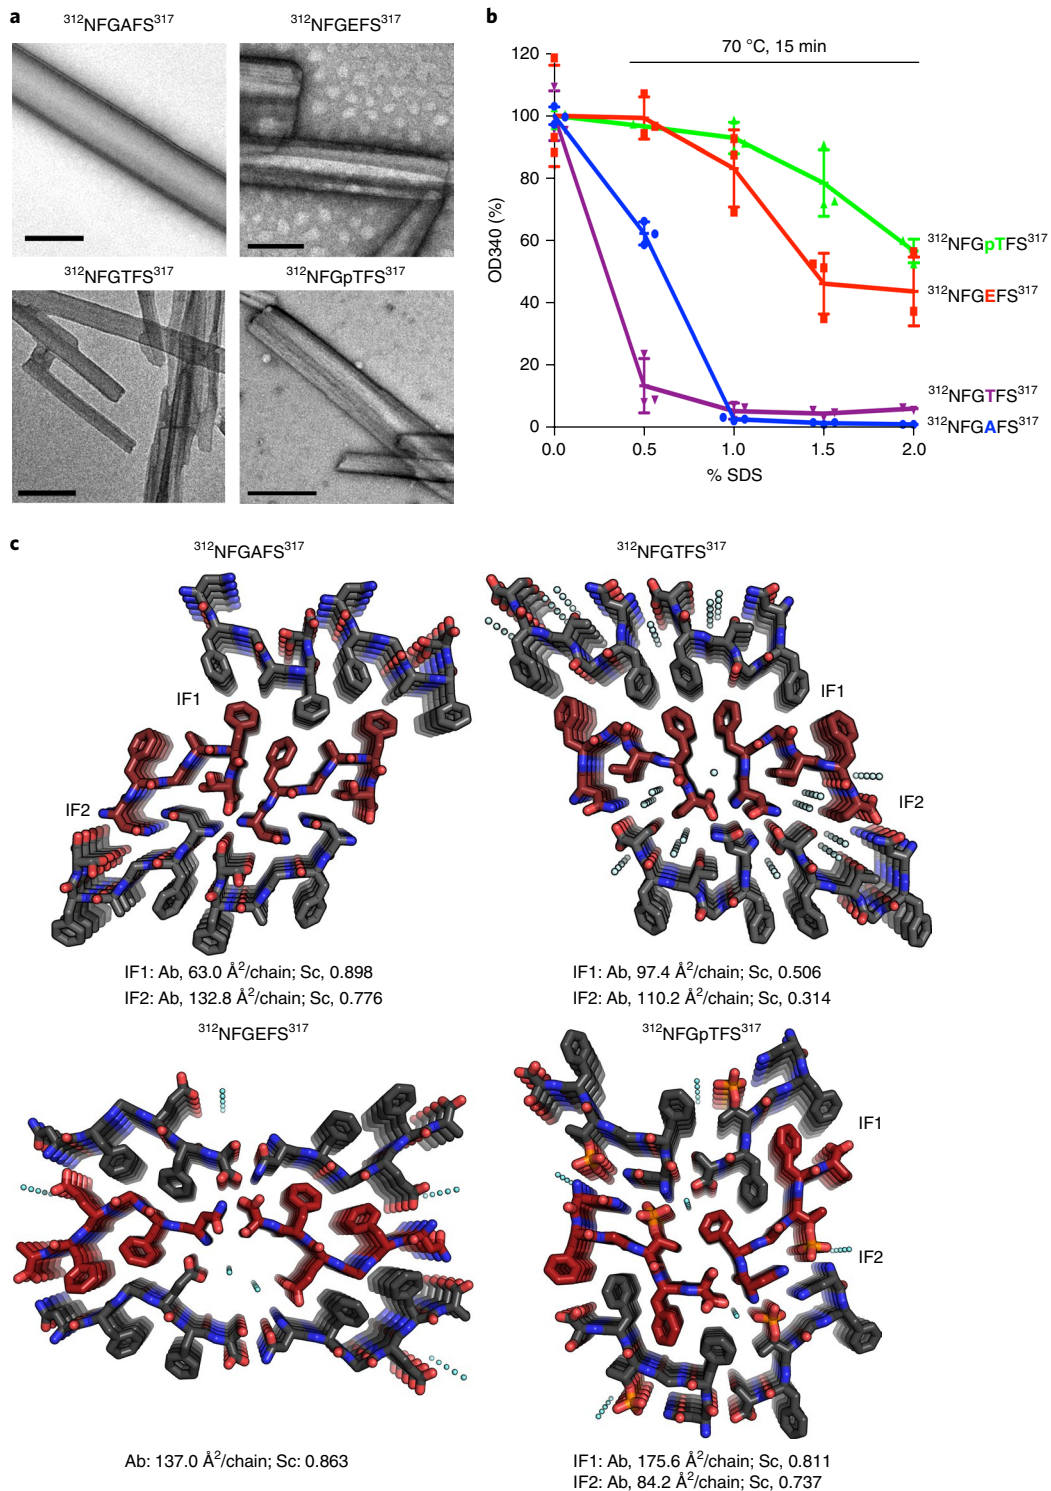 a
³¹²NFGAFS³¹⁷
³¹²NFGEFS³¹⁷
³¹²NFGTFS³¹⁷
³¹²NFGpTFS³¹⁷
b
70 °C, 15 min
120
100
80
60
40
20
0
OD340 (%)
0.0
0.5
1.0
1.5
2.0
% SDS
³¹²NFGpTFS³¹⁷
³¹²NFGEFS³¹⁷
³¹²NFGTFS³¹⁷
³¹²NFGAFS³¹⁷
c
³¹²NFGAFS³¹⁷
IF1
IF2
IF1: Ab, 63.0 Å²/chain; Sc, 0.898
IF2: Ab, 132.8 Å²/chain; Sc, 0.776
³¹²NFGTFS³¹⁷
IF1
IF2
IF1: Ab, 97.4 Å²/chain; Sc, 0.506
IF2: Ab, 110.2 Å²/chain; Sc, 0.314
³¹²NFGEFS³¹⁷
Ab: 137.0 Å²/chain; Sc: 0.863
³¹²NFGpTFS³¹⁷
IF1
IF2
IF1: Ab, 175.6 Å²/chain; Sc, 0.811
IF2: Ab, 84.2 Å²/chain; Sc, 0.737